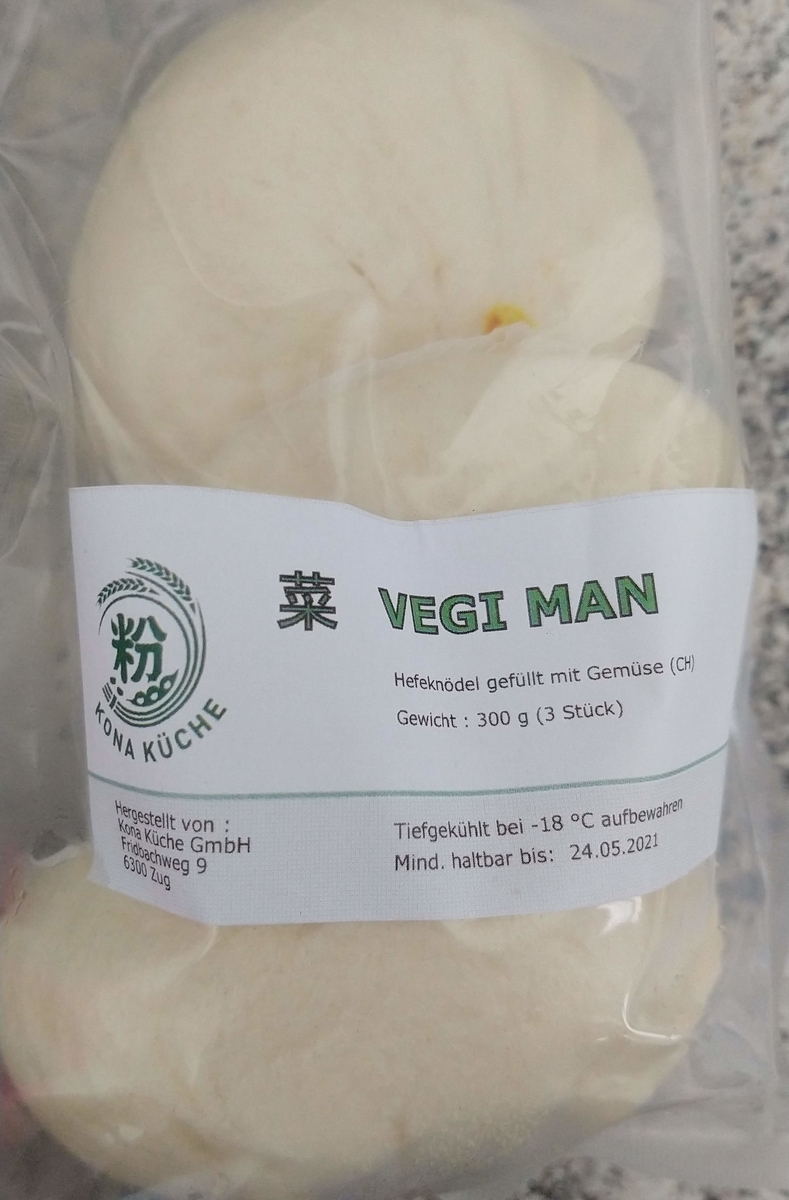 粉
KONA KÜCHE
菜 VEGI MAN
Hefeknödel gefüllt mit Gemüse (CH)
Gewicht : 300 g (3 Stück)
Hergestellt von :
Kona Küche GmbH
Fridbachweg 9
6300 Zug
Tiefgekühlt bei -18 °C aufbewahren
Mind. haltbar bis: 24.05.2021